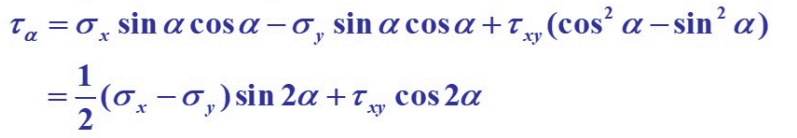 τ_α = σ_x sin α cos α − σ_y sin α cos α + τ_xy (cos² α − sin² α)
= 1/2 (σ_x − σ_y) sin 2α + τ_xy cos 2α